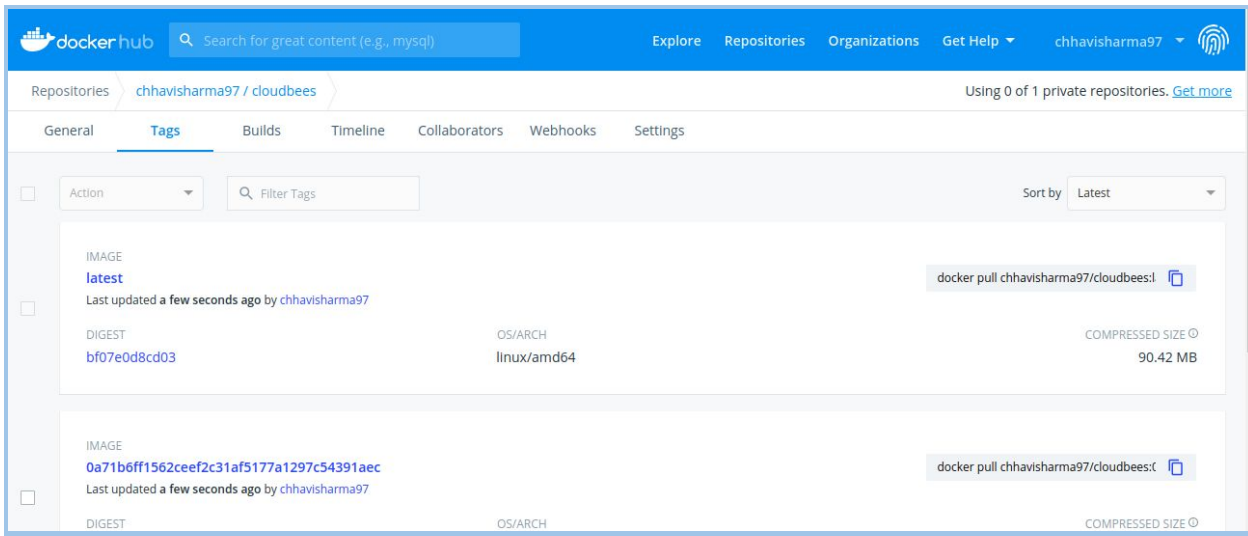 docker hub
Search for great content (e.g., mysql)
Explore Repositories Organizations Get Help chhavisharma97
Repositories chhavisharma97 / cloudbees Using 0 of 1 private repositories. Get more
General Tags Builds Timeline Collaborators Webhooks Settings
Action Filter Tags Sort by Latest
IMAGE
latest docker pull chhavisharma97/cloudbees:l
Last updated a few seconds ago by chhavisharma97
DIGEST OS/ARCH COMPRESSED SIZE
bf07e0d8cd03 linux/amd64 90.42 MB
IMAGE
0a71b6ff1562ceef2c31af5177a1297c54391aec docker pull chhavisharma97/cloudbees:0
Last updated a few seconds ago by chhavisharma97
DIGEST OS/ARCH COMPRESSED SIZE